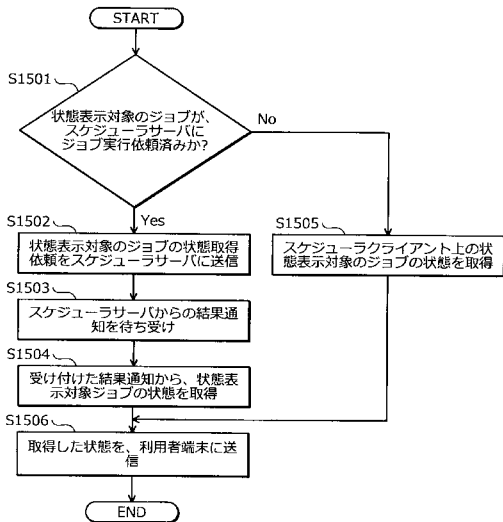 START
S1501
状態表示対象のジョブが、
スケジューラサーバに
ジョブ実行依頼済みか?
No
Yes
S1502
状態表示対象のジョブの状態取得
依頼をスケジューラサーバに送信
S1505
スケジューラクライアント上の状
態表示対象のジョブの状態を取得
S1503
スケジューラサーバからの結果通
知を待ち受け
S1504
受け付けた結果通知から、状態表
示対象ジョブの状態を取得
S1506
取得した状態を、利用者端末に送
信
END